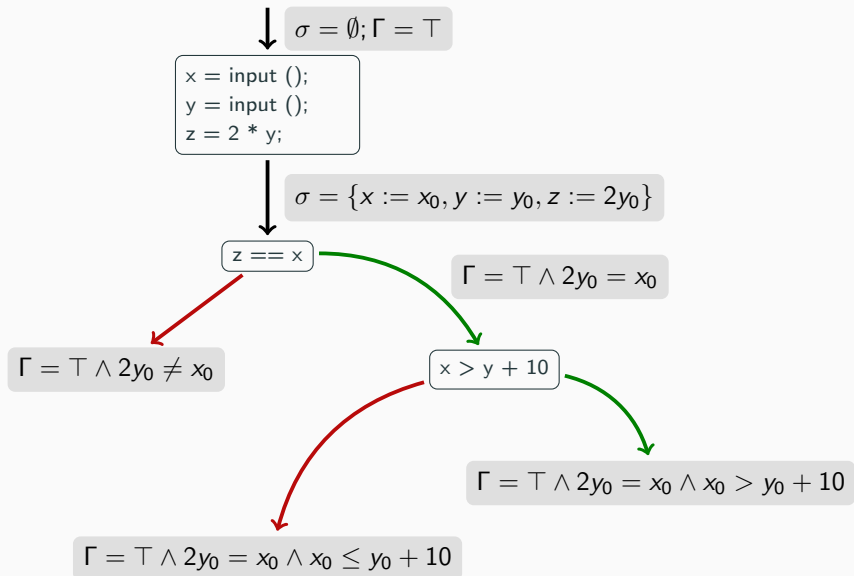 σ = ∅; Γ = ⊤
x = input ();
y = input ();
z = 2 * y;
σ = {x := x₀, y := y₀, z := 2y₀}
z == x
Γ = ⊤ ∧ 2y₀ = x₀
Γ = ⊤ ∧ 2y₀ ≠ x₀
x > y + 10
Γ = ⊤ ∧ 2y₀ = x₀ ∧ x₀ > y₀ + 10
Γ = ⊤ ∧ 2y₀ = x₀ ∧ x₀ ≤ y₀ + 10